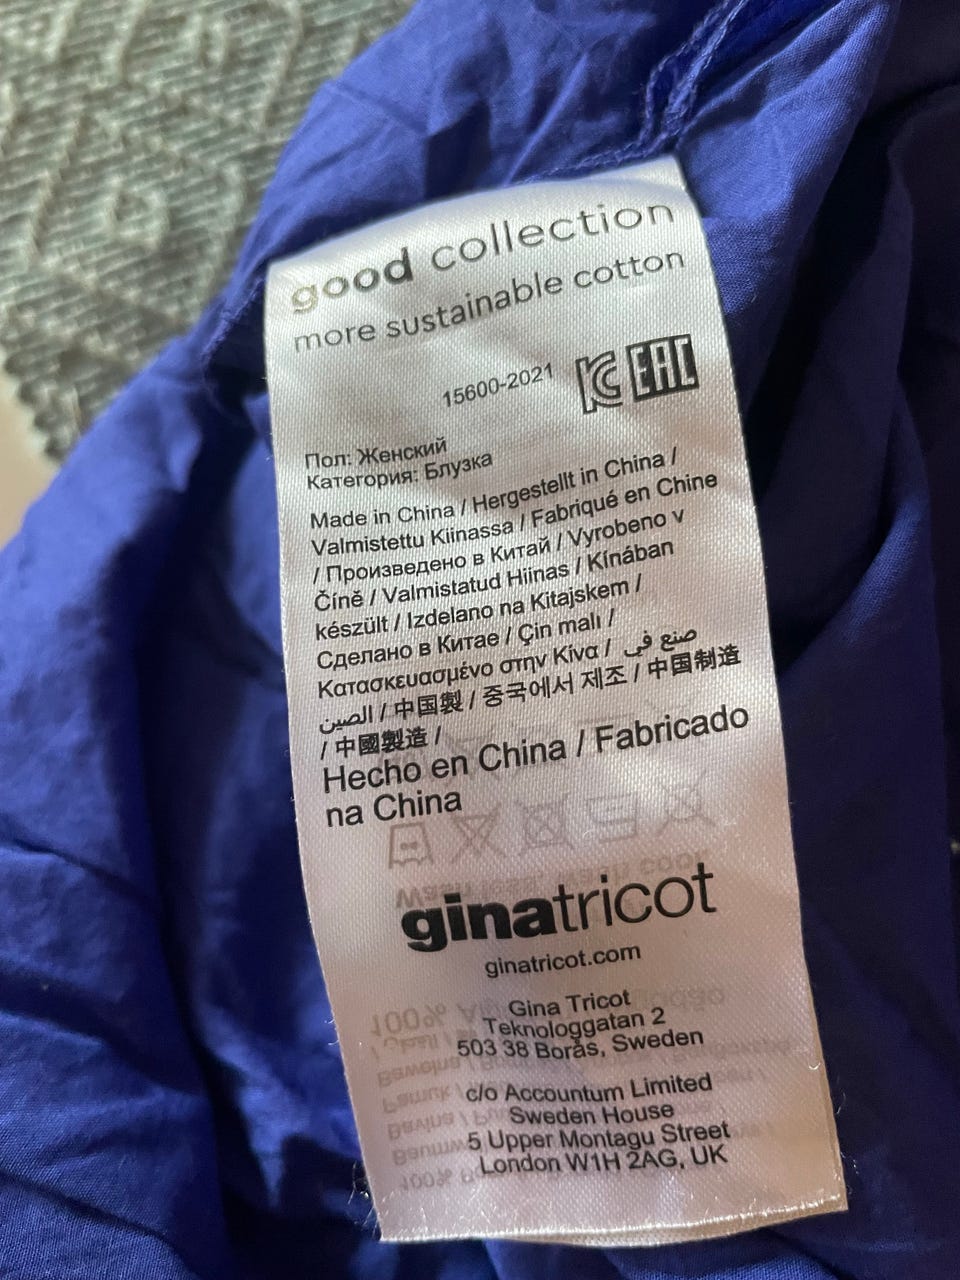 good collection
more sustainable cotton
15600-2021 EAC
Пол: Женский
Категория: Блузка
Made in China / Hergestellt in China /
Valmistettu Kiinassa / Fabriqué en Chine
/ Произведено в Китай / Vyrobeno v
Číně / Valmistatud Hiinas / Kínában
készült / Izdelano na Kitajskem /
Сделано в Китае / Çin malı /
Κατασκευασμένο στην Κίνα / صنع في
الصين / 中国製 / 중국에서 제조 / 中国制造
/ 中國製造 /
Hecho en China / Fabricado
na China
ginatricot
ginatricot.com
Gina Tricot
Teknologgatan 2
503 38 Borås, Sweden
c/o Accountum Limited
Sweden House
5 Upper Montagu Street
London W1H 2AG, UK